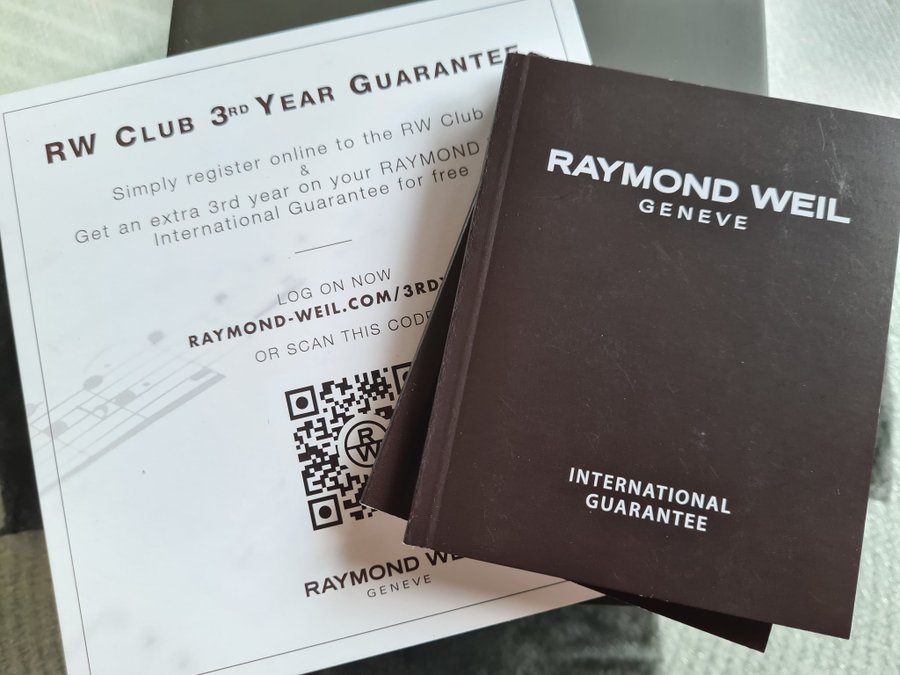 RW CLUB 3RD YEAR GUARANTEE
Simply register online to the RW Club
&
Get an extra 3rd year on your RAYMOND
International Guarantee for free
LOG ON NOW
RAYMOND-WEIL.COM/3RD
OR SCAN THIS CODE
RW
RAYMOND
GENEVE
RAYMOND WEIL
GENEVE
INTERNATIONAL
GUARANTEE